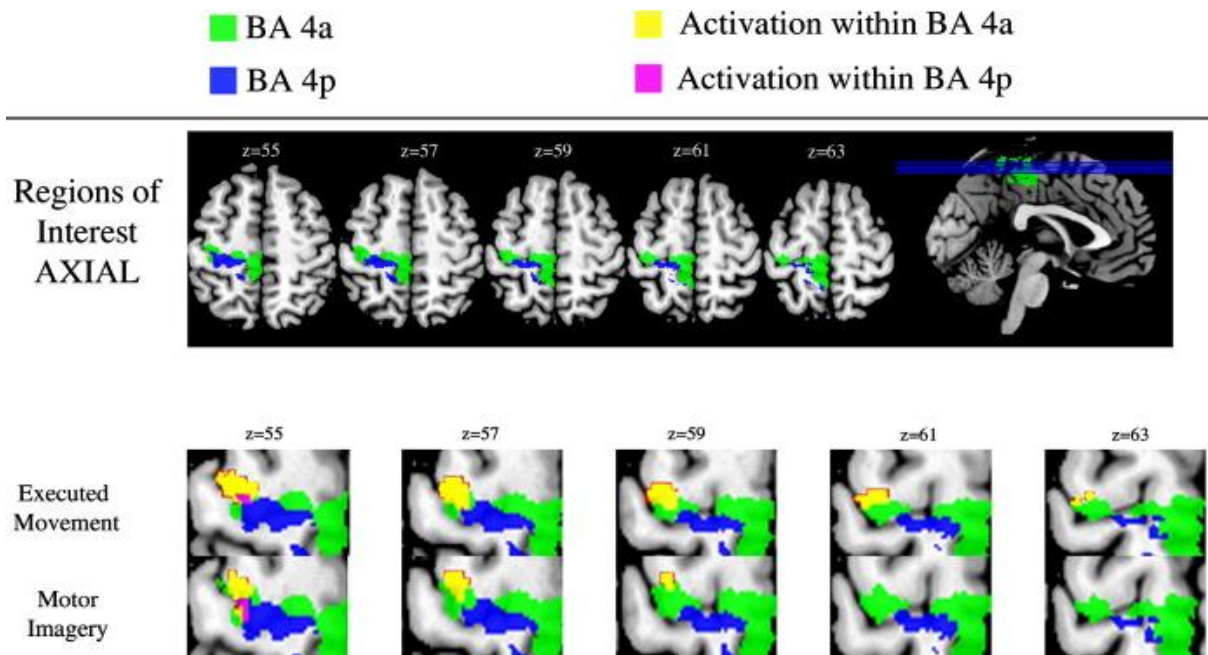 BA 4a
Activation within BA 4a
BA 4p
Activation within BA 4p
z=55
z=57
z=59
z=61
z=63
Regions of
Interest
AXIAL
z=55
z=57
z=59
z=61
z=63
Executed
Movement
Motor
Imagery